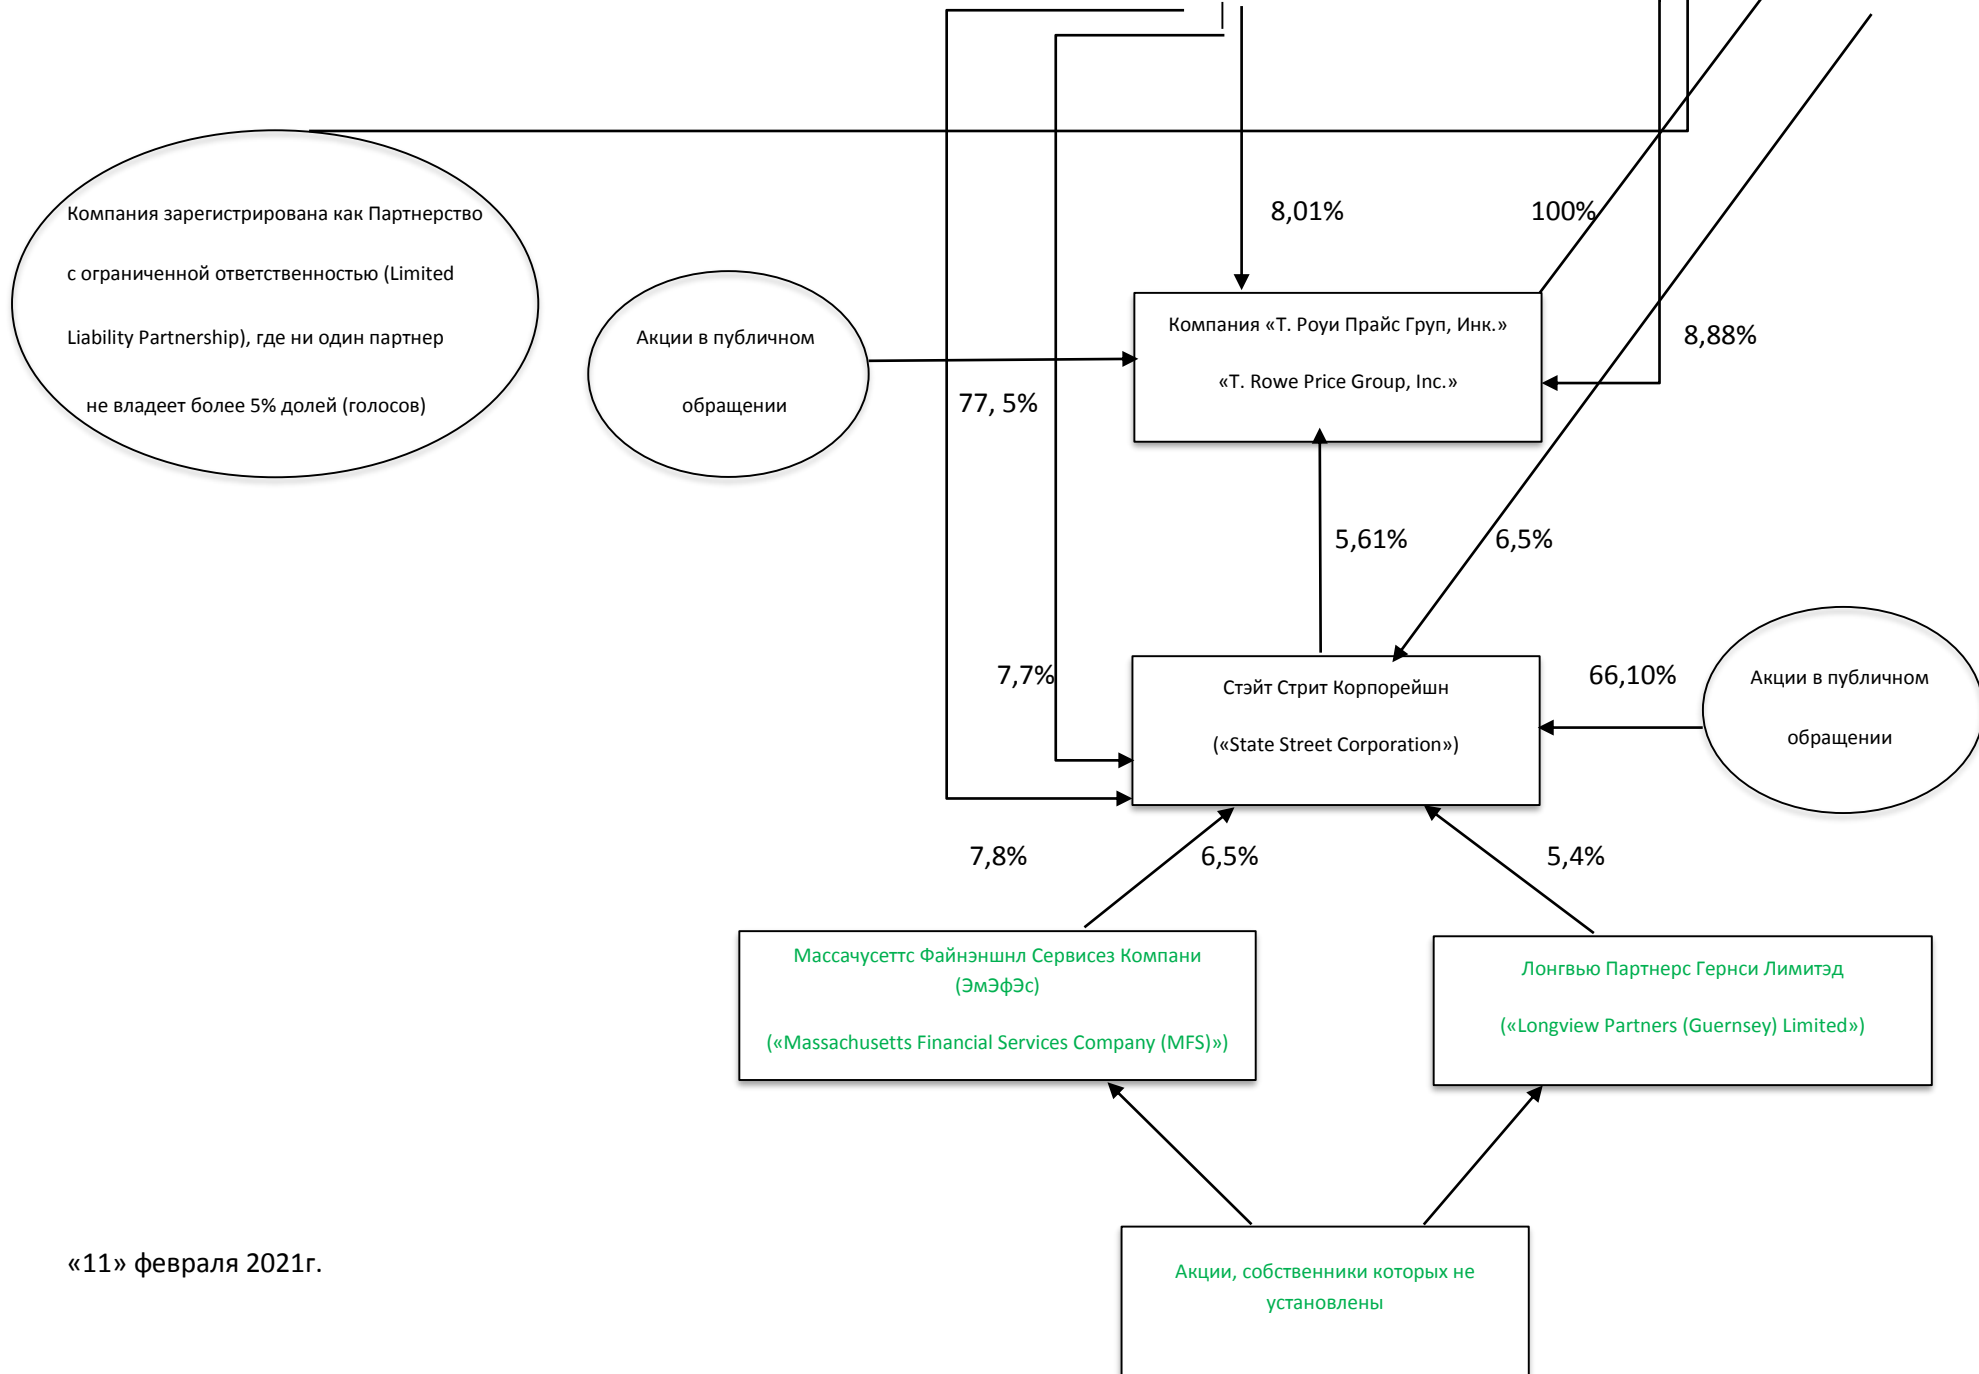 8,01%
100%
Компания зарегистрирована как Партнерство
с ограниченной ответственностью (Limited
Liability Partnership), где ни один партнер
не владеет более 5% долей (голосов)
Акции в публичном
обращении
77, 5%
Компания «Т. Роуи Прайс Груп, Инк.»
«T. Rowe Price Group, Inc.»
8,88%
5,61%
6,5%
7,7%
Стэйт Стрит Корпорейшн
(«State Street Corporation»)
66,10%
Акции в публичном
обращении
7,8%
6,5%
5,4%
Массачусеттс Файнэншнл Сервисез Компани
(ЭмЭфЭс)
(«Massachusetts Financial Services Company (MFS)»)
Лонгвью Партнерс Гернси Лимитэд
(«Longview Partners (Guernsey) Limited»)
«11» февраля 2021г.
Акции, собственники которых не
установлены